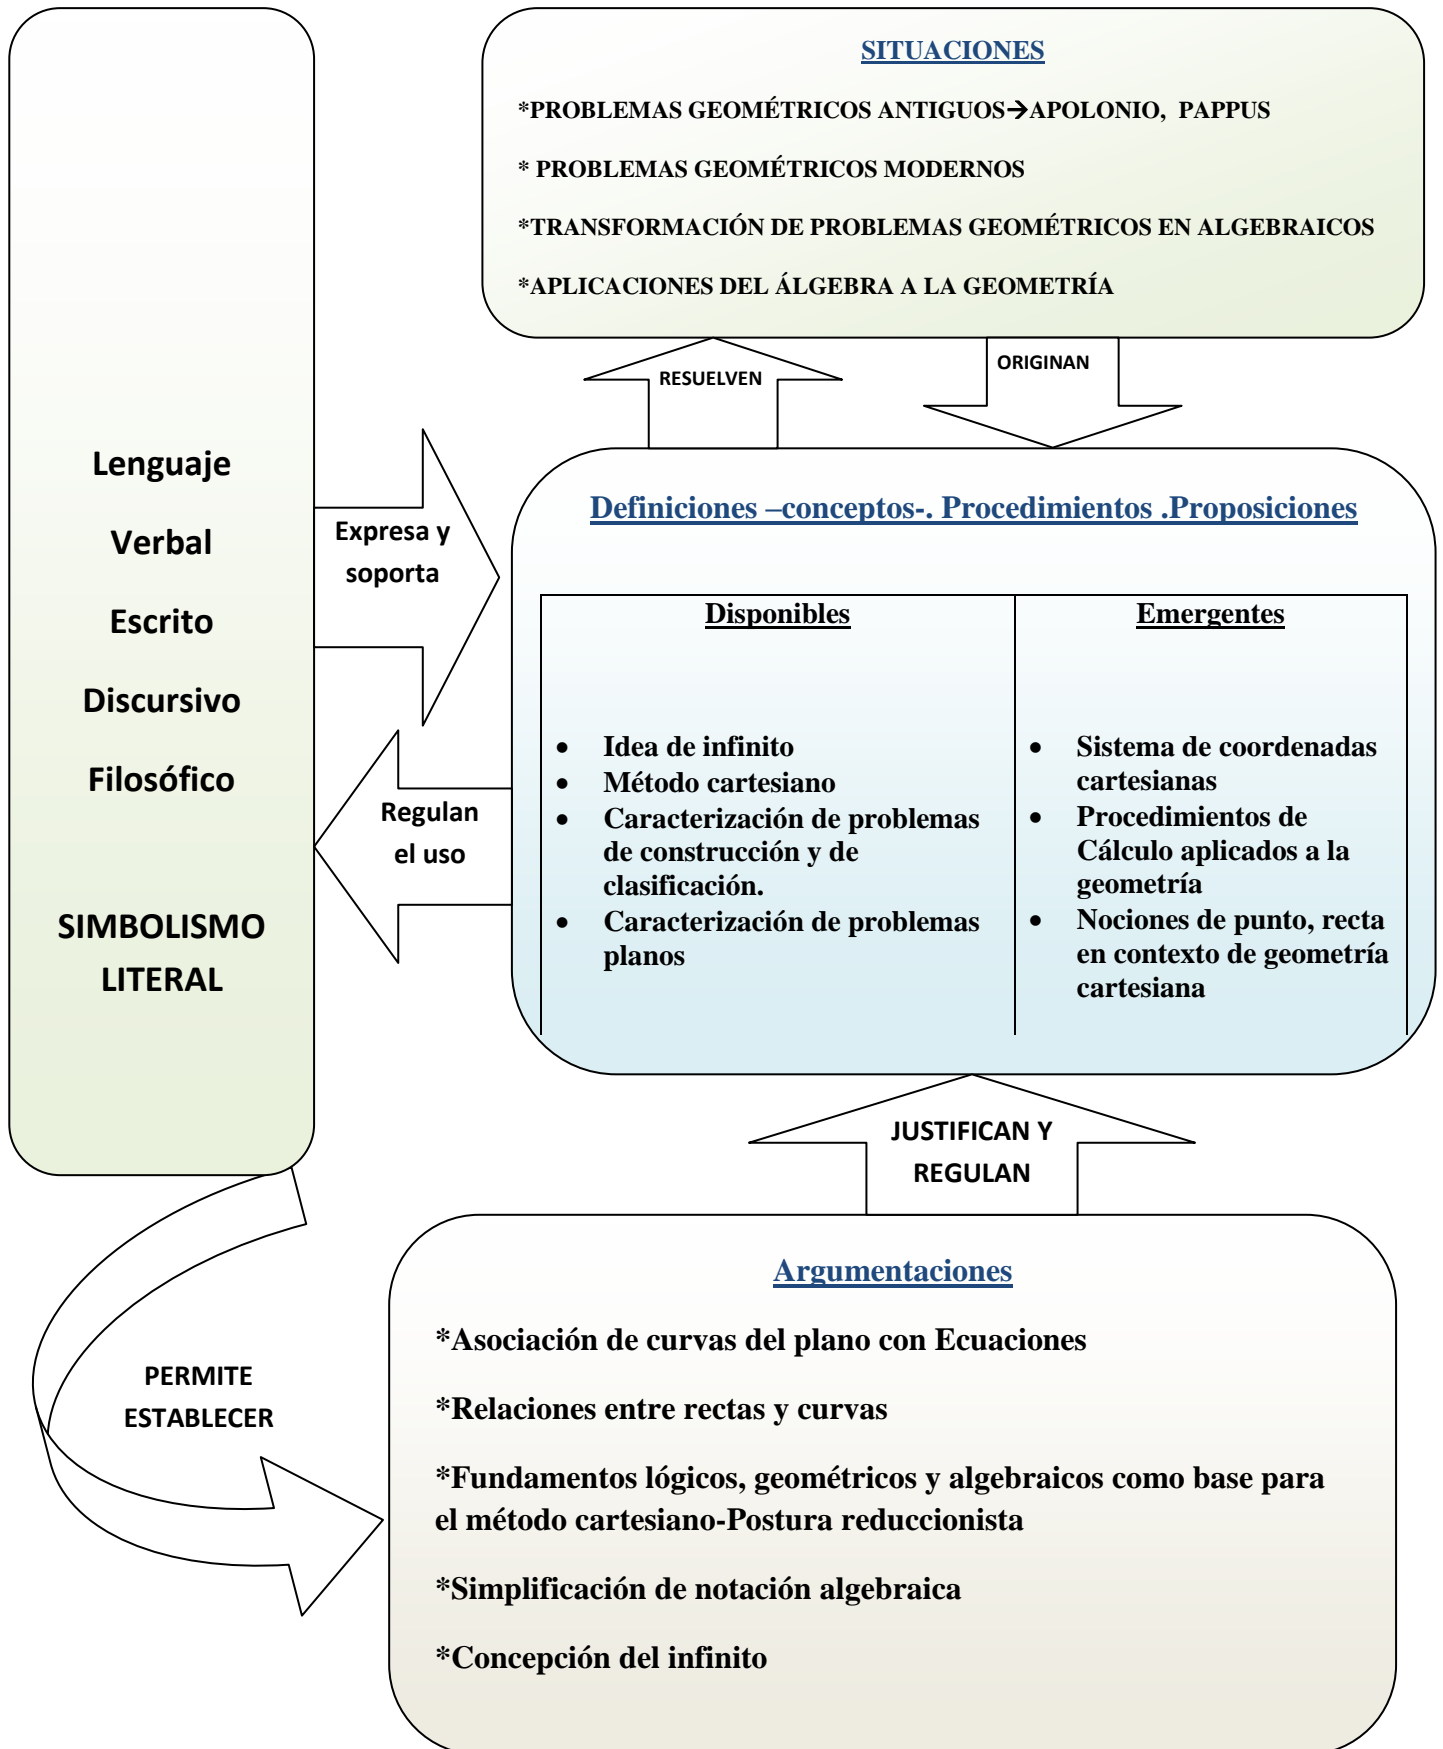 SITUACIONES
*PROBLEMAS GEOMÉTRICOS ANTIGUOS→APOLONIO, PAPPUS
* PROBLEMAS GEOMÉTRICOS MODERNOS
*TRANSFORMACIÓN DE PROBLEMAS GEOMÉTRICOS EN ALGEBRAICOS
*APLICACIONES DEL ÁLGEBRA A LA GEOMETRÍA
RESUELVEN
ORIGINAN
Lenguaje
Verbal
Escrito
Discursivo
Filosófico
SIMBOLISMO
LITERAL
Expresa y
soporta
Regulan
el uso
Definiciones –conceptos-. Procedimientos .Proposiciones
Disponibles
• Idea de infinito
• Método cartesiano
• Caracterización de problemas
de construcción y de
clasificación.
• Caracterización de problemas
planos
Emergentes
• Sistema de coordenadas
cartesianas
• Procedimientos de
Cálculo aplicados a la
geometría
• Nociones de punto, recta
en contexto de geometría
cartesiana
JUSTIFICAN Y
REGULAN
PERMITE
ESTABLECER
Argumentaciones
*Asociación de curvas del plano con Ecuaciones
*Relaciones entre rectas y curvas
*Fundamentos lógicos, geométricos y algebraicos como base para
el método cartesiano-Postura reduccionista
*Simplificación de notación algebraica
*Concepción del infinito